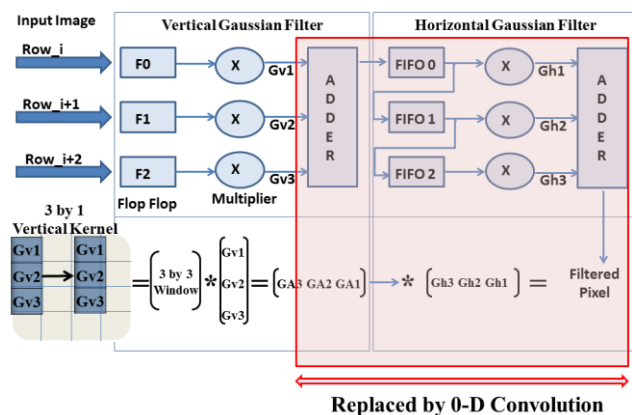 Input Image
Vertical Gaussian Filter
Horizontal Gaussian Filter
Row_i
F0
X
Gv1
FIFO 0
X
Gh1
Row_i+1
F1
X
Gv2
ADDER
FIFO 1
X
Gh2
ADDER
Row_i+2
F2
X
Gv3
FIFO 2
X
Gh3
Flop Flop
Multiplier
3 by 1
Vertical Kernel
Gv1 Gv1
Gv2 Gv2
Gv3 Gv3
= (3 by 3 Window) * (Gv1 Gv2 Gv3) = (GA3 GA2 GA1) * (Gh3 Gh2 Gh1) =
Filtered
Pixel
Replaced by 0-D Convolution